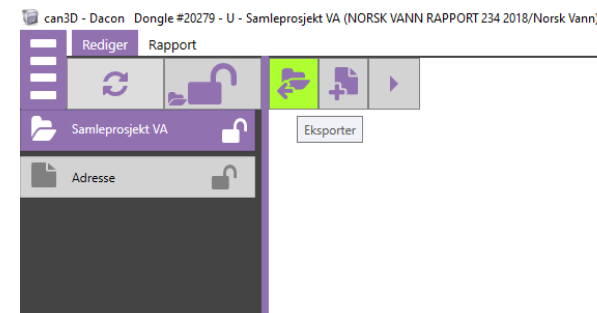 can3D - Dacon Dongle #20279 - U - Samleprosjekt VA (NORSK VANN RAPPORT 234 2018/Norsk Vann)
Rediger Rapport
Samleprosjekt VA
Eksporter
Adresse